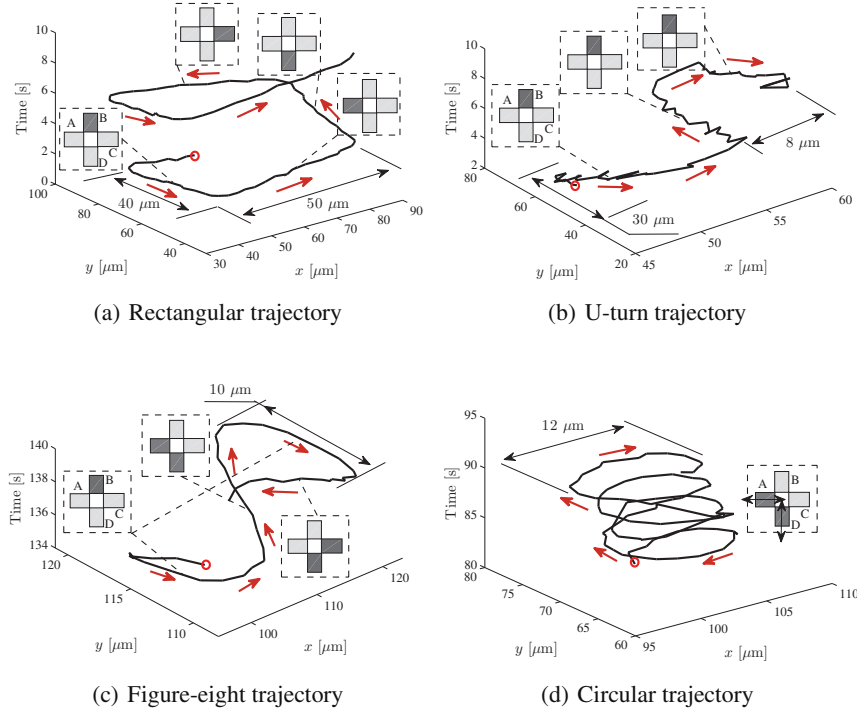 10
8
6
4
2
0
Time [s]
A
B
C
D
40 μm
50 μm
100
80
60
40
y [μm]
30
40
50
60
70
80
90
x [μm]
(a) Rectangular trajectory
10
8
6
4
2
Time [s]
A
B
C
D
8 μm
30 μm
80
60
40
20
y [μm]
45
50
55
60
x [μm]
(b) U-turn trajectory
10 μm
140
138
136
134
Time [s]
A
B
C
D
120
115
110
y [μm]
100
110
120
x [μm]
(c) Figure-eight trajectory
95
90
85
80
Time [s]
12 μm
A
B
C
D
80
75
70
65
60
y [μm]
95
100
105
110
x [μm]
(d) Circular trajectory